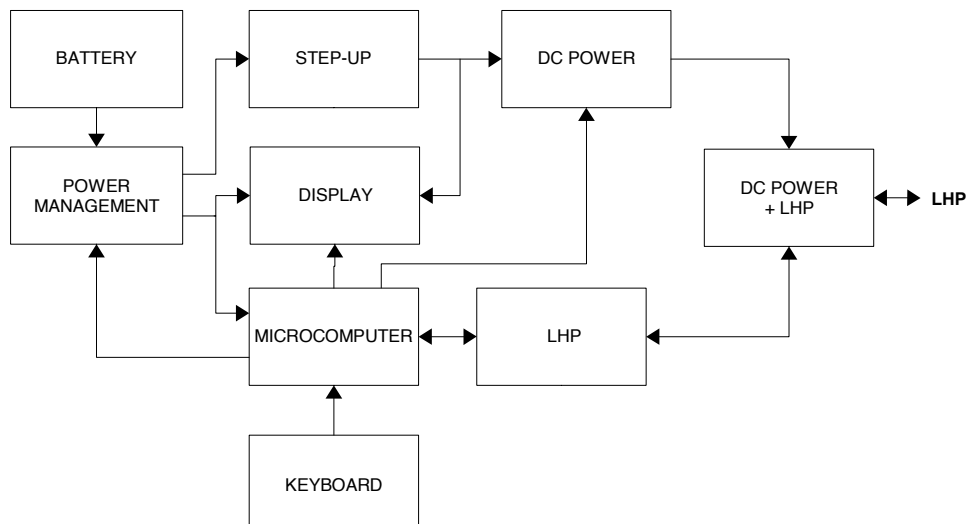 BATTERY
STEP-UP
DC POWER
POWER
MANAGEMENT
DISPLAY
DC POWER
+ LHP
LHP
MICROCOMPUTER
LHP
KEYBOARD